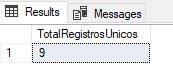 Results Messages
TotalRegistrosUnicos
1 9